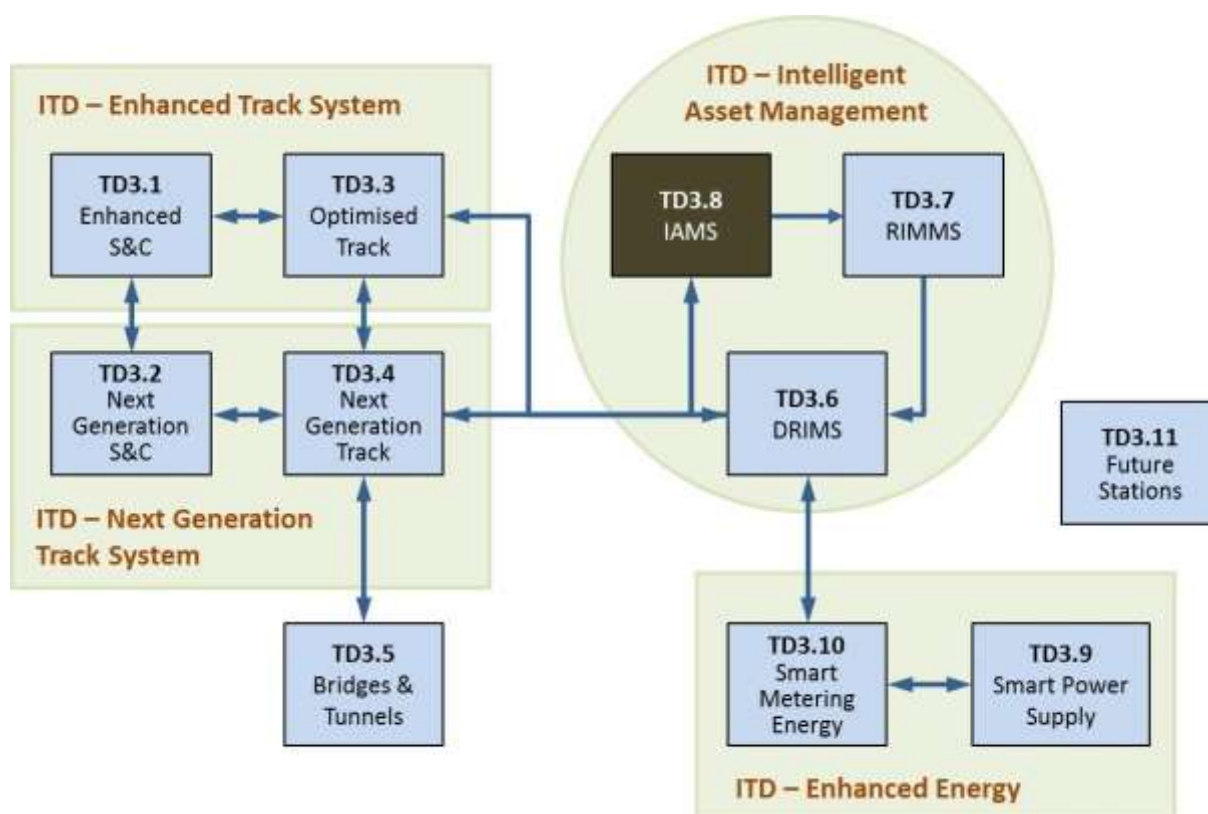 ITD – Enhanced Track System
TD3.1
Enhanced
S&C
TD3.3
Optimised
Track
TD3.2
Next
Generation
S&C
TD3.4
Next
Generation
Track
ITD – Next Generation
Track System
TD3.5
Bridges &
Tunnels
ITD – Intelligent
Asset Management
TD3.8
IAMS
TD3.7
RIMMS
TD3.6
DRIMS
TD3.11
Future
Stations
TD3.10
Smart
Metering
Energy
TD3.9
Smart Power
Supply
ITD – Enhanced Energy